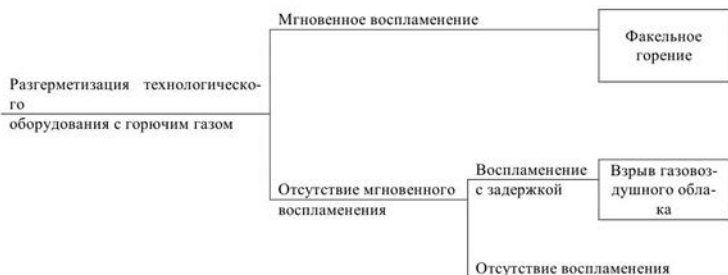 Мгновенное воспламенение
Факельное
горение
Разгерметизация технологическо-
го
оборудования с горючим газом
Воспламенение
с задержкой
Взрыв газовоз-
душного обла-
ка
Отсутствие мгновенного
воспламенения
Отсутствие воспламенения